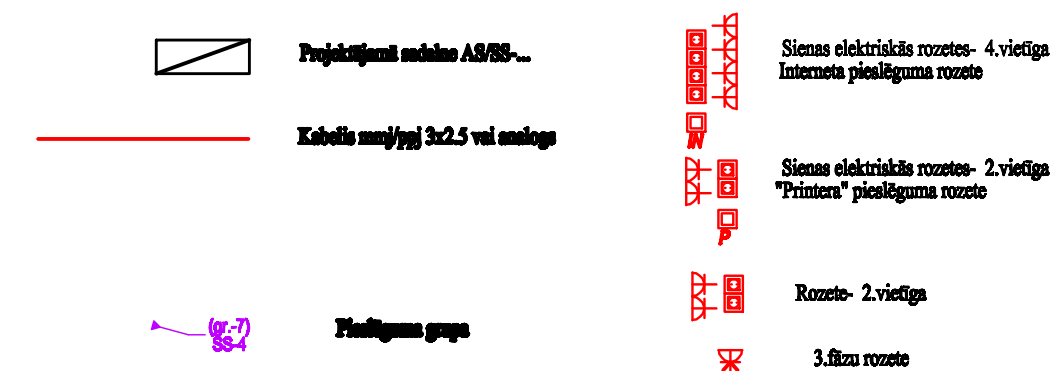 Projektējamā sadalne AS/SS-...
Kabelis mmj/ppj 3x2.5 vai analogs
(gr.-7)
SS-4
Pieslēguma grupa
Sienas elektriskās rozetes- 4.vietīga
Interneta pieslēguma rozete
IN
Sienas elektriskās rozetes- 2.vietīga
"Printera" pieslēguma rozete
P
Rozete- 2.vietīga
3.fāzu rozete